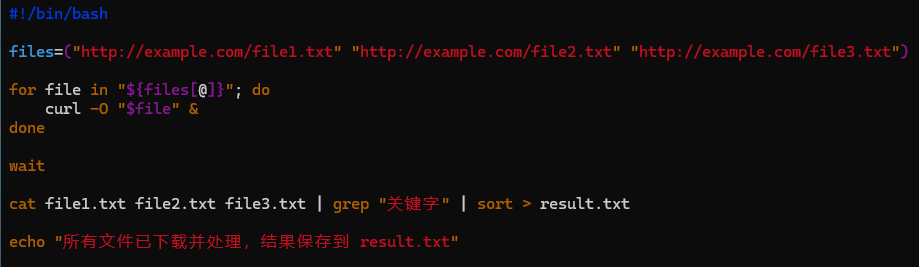 #!/bin/bash
files=("http://example.com/file1.txt" "http://example.com/file2.txt" "http://example.com/file3.txt")
for file in "${files[@]}"; do
    curl -O "$file" &
done
wait
cat file1.txt file2.txt file3.txt | grep "关键字" | sort > result.txt
echo "所有文件已下载并处理，结果保存到 result.txt"